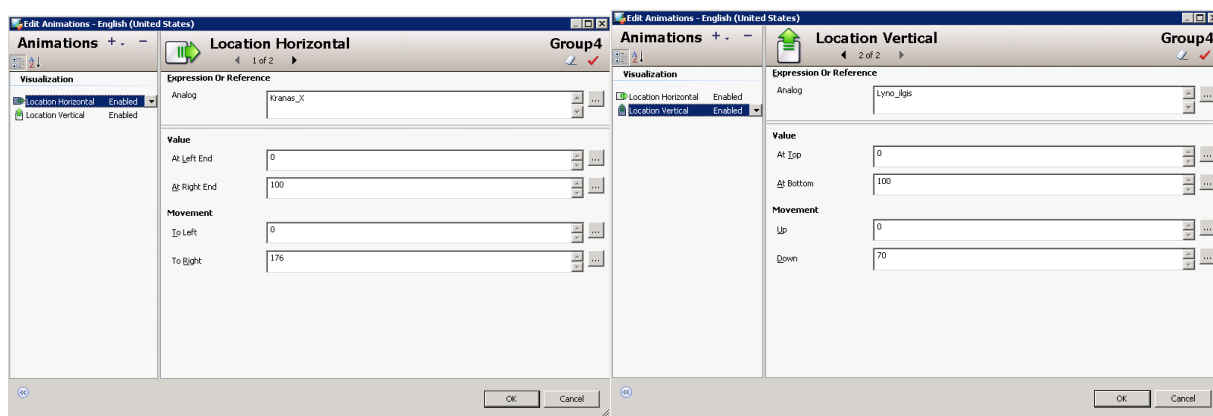 Edit Animations - English (United States)
Animations + -
Location Horizontal
Group4
1 of 2
Visualization
Location Horizontal Enabled
Location Vertical Enabled
Expression Or Reference
Analog
Kranas_X
...
Value
At Left End
0
...
At Right End
100
...
Movement
To Left
0
...
To Right
176
...
OK
Cancel
Edit Animations - English (United States)
Animations + -
Location Vertical
Group4
2 of 2
Visualization
Location Horizontal Enabled
Location Vertical Enabled
Expression Or Reference
Analog
Lyno_ilgis
...
Value
At Top
0
...
At Bottom
100
...
Movement
Up
0
...
Down
70
...
OK
Cancel